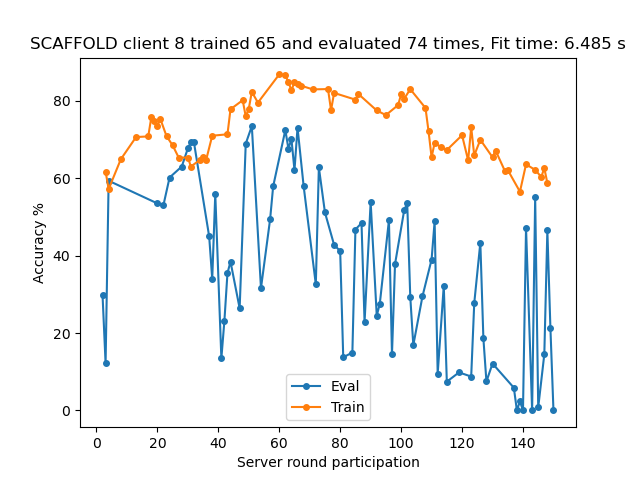 SCAFFOLD client 8 trained 65 and evaluated 74 times, Fit time: 6.485 s
Accuracy %
80
60
40
20
0
Eval
Train
0 20 40 60 80 100 120 140
Server round participation